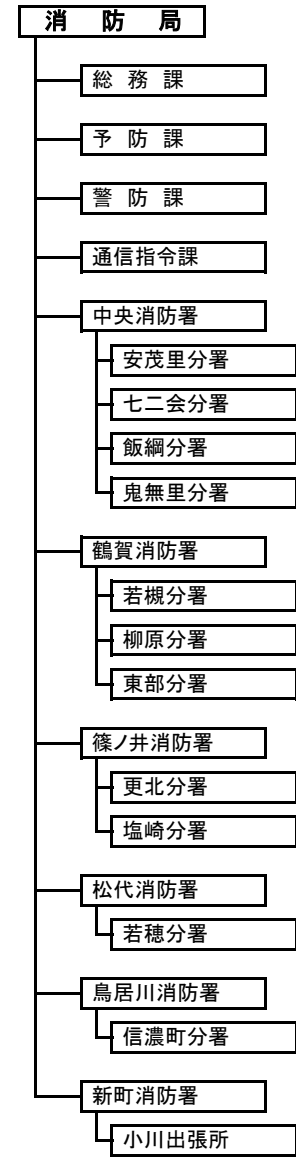 消防局
総務課
予防課
警防課
通信指令課
中央消防署
安茂里分署
七二会分署
飯綱分署
鬼無里分署
鶴賀消防署
若槻分署
柳原分署
東部分署
篠ノ井消防署
更北分署
塩崎分署
松代消防署
若穂分署
鳥居川消防署
信濃町分署
新町消防署
小川出張所